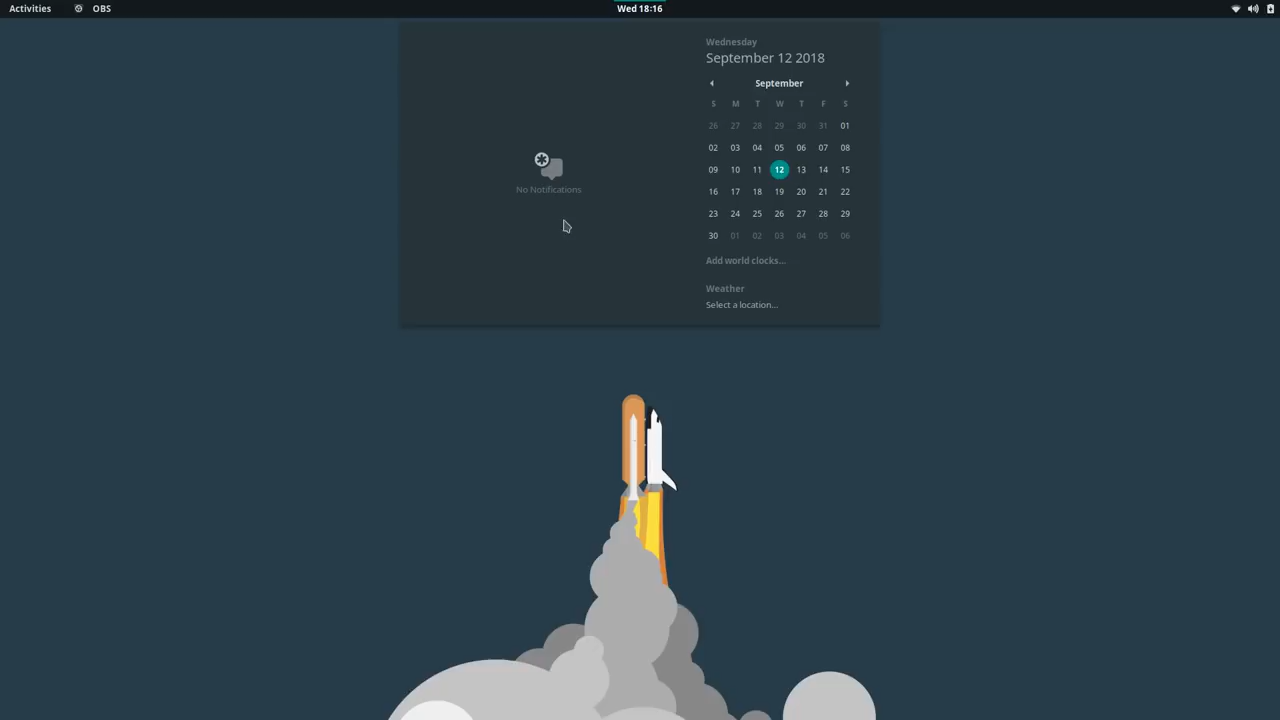 Activities OBS Wed 18:16
No Notifications
Wednesday
September 12 2018
September
S M T W T F S
26 27 28 29 30 31 01
02 03 04 05 06 07 08
09 10 11 12 13 14 15
16 17 18 19 20 21 22
23 24 25 26 27 28 29
30 01 02 03 04 05 06
Add world clocks...
Weather
Select a location...